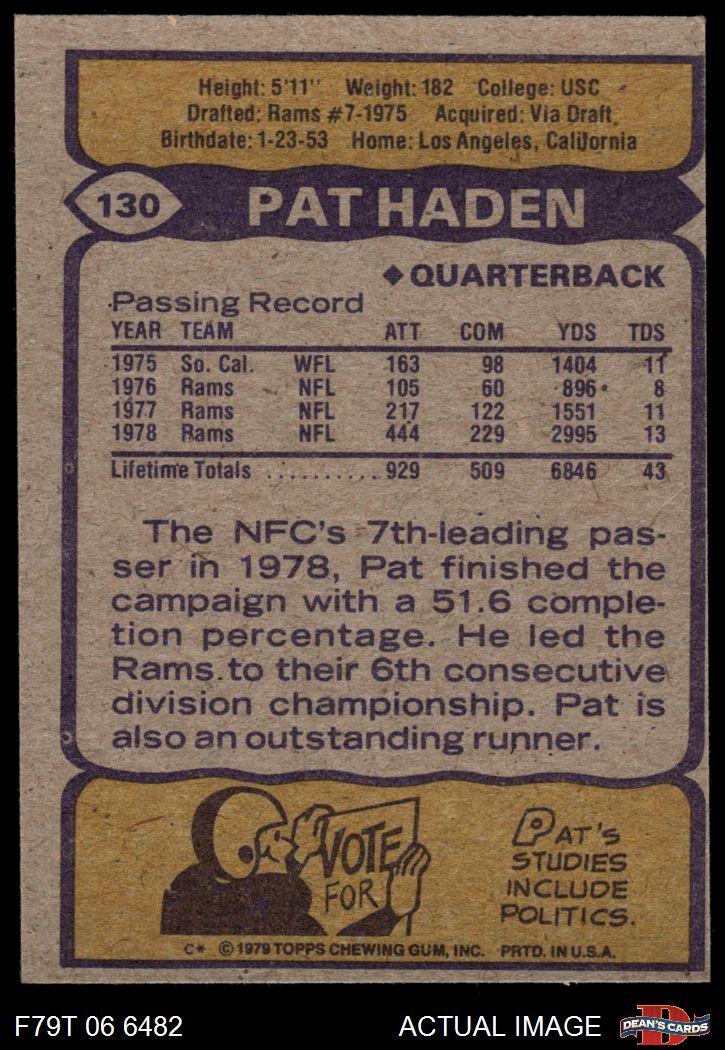 Height: 5'11" Weight: 182 College: USC
Drafted: Rams #7-1975 Acquired: Via Draft
Birthdate: 1-23-53 Home: Los Angeles, California
130 PAT HADEN
◆ QUARTERBACK
Passing Record
YEAR TEAM ATT COM YDS TDS
1975 So. Cal. WFL 163 98 1404 11
1976 Rams NFL 105 60 896 8
1977 Rams NFL 217 122 1551 11
1978 Rams NFL 444 229 2995 13
Lifetime Totals .......... 929 509 6846 43
The NFC's 7th-leading pas-
ser in 1978, Pat finished the
campaign with a 51.6 comple-
tion percentage. He led the
Rams to their 6th consecutive
division championship. Pat is
also an outstanding runner.
VOTE
FOR
PAT'S
STUDIES
INCLUDE
POLITICS.
C* © 1979 TOPPS CHEWING GUM, INC. PRTD. IN U.S.A.
F79T 06 6482 ACTUAL IMAGE D DEAN'S CARDS